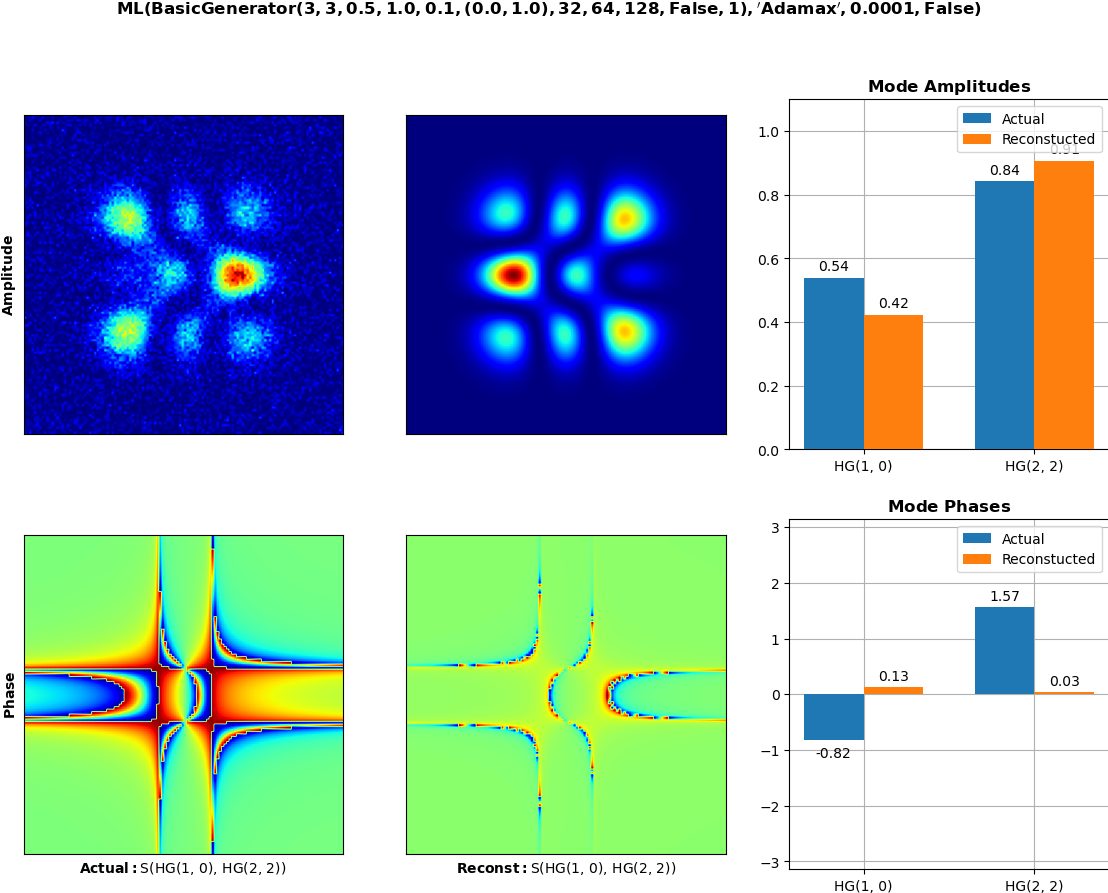 ML(BasicGenerator(3, 3, 0.5, 1.0, 0.1, (0.0, 1.0), 32, 64, 128, False, 1), ′Adamax′, 0.0001, False)
Amplitude
Mode Amplitudes
Actual
Reconstucted
1.0
0.8
0.6
0.4
0.2
0.0
0.54
0.42
0.84
0.91
HG(1, 0)
HG(2, 2)
Phase
Actual: S(HG(1, 0), HG(2, 2))
Reconst: S(HG(1, 0), HG(2, 2))
Mode Phases
Actual
Reconstucted
3
2
1
0
−1
−2
−3
-0.82
0.13
1.57
0.03
HG(1, 0)
HG(2, 2)